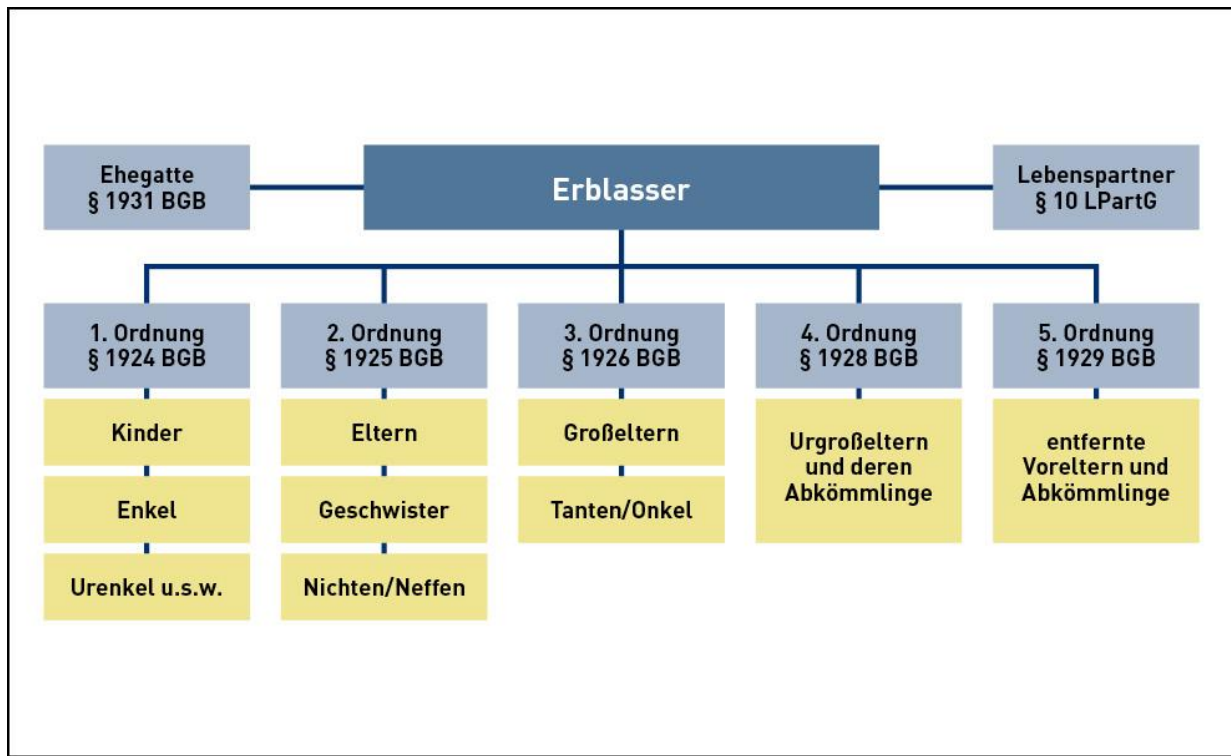 Ehegatte
§ 1931 BGB
Erblasser
Lebenspartner
§ 10 LPartG
1. Ordnung
§ 1924 BGB
Kinder
Enkel
Urenkel u.s.w.
2. Ordnung
§ 1925 BGB
Eltern
Geschwister
Nichten/Neffen
3. Ordnung
§ 1926 BGB
Großeltern
Tanten/Onkel
4. Ordnung
§ 1928 BGB
Urgroßeltern
und deren
Abkömmlinge
5. Ordnung
§ 1929 BGB
entfernte
Voreltern und
Abkömmlinge